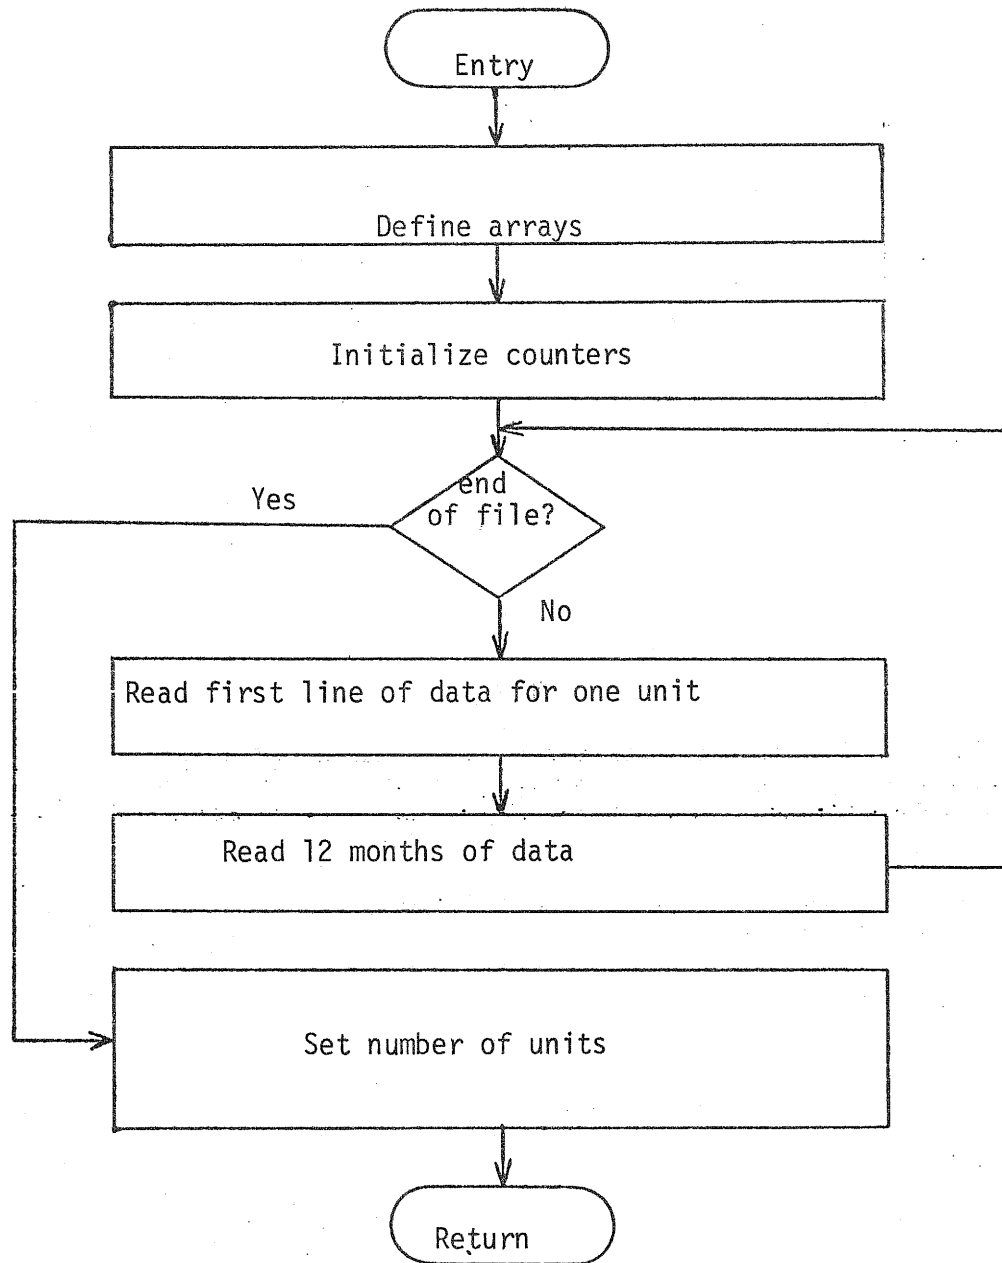 Entry
Define arrays
Initialize counters
end
of file?
Yes
No
Read first line of data for one unit
Read 12 months of data
Set number of units
Return